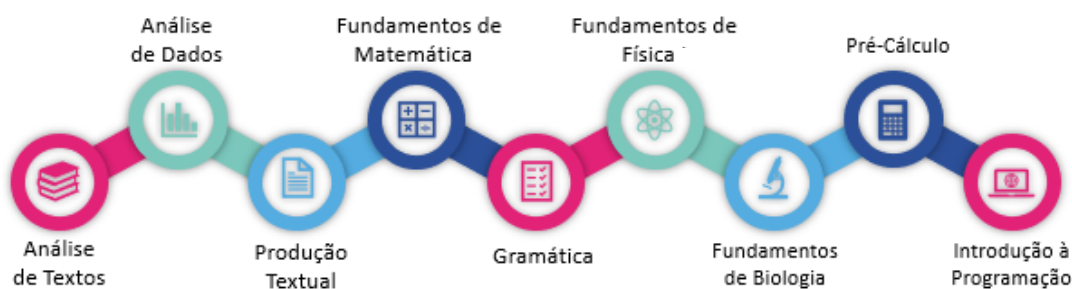 Análise
de Dados
Fundamentos de
Matemática
Fundamentos de
Física
Pré-Cálculo
Análise
de Textos
Produção
Textual
Gramática
Fundamentos
de Biologia
Introdução à
Programação